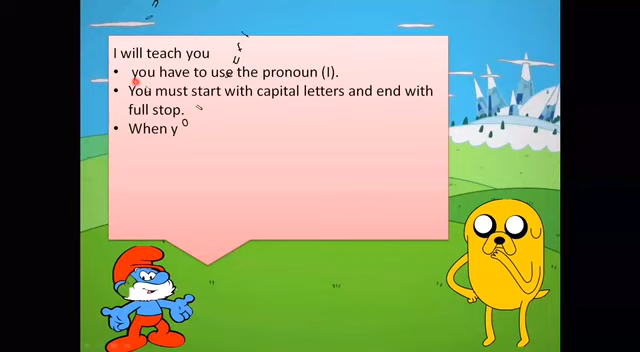 I will teach you
• you have to use the pronoun (I).
• You must start with capital letters and end with
full stop.
• When yo